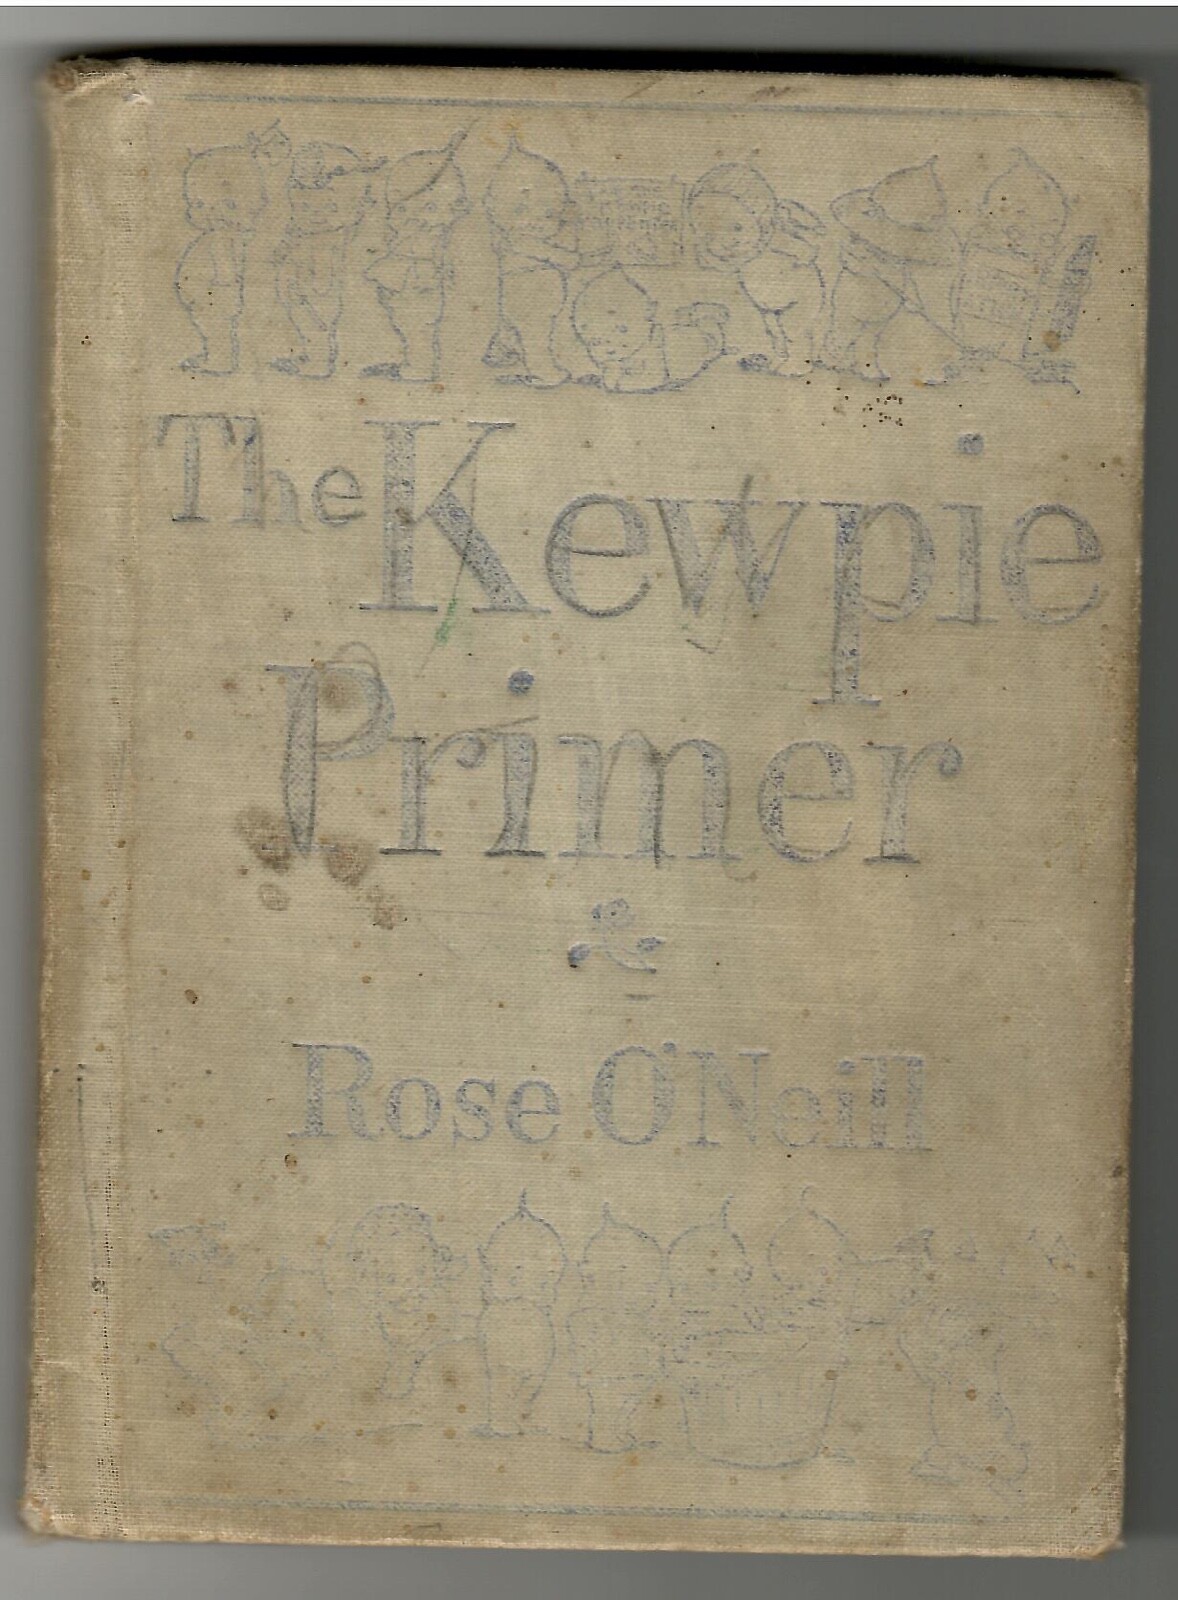 The Kewpie
Primer
Rose O'Neill